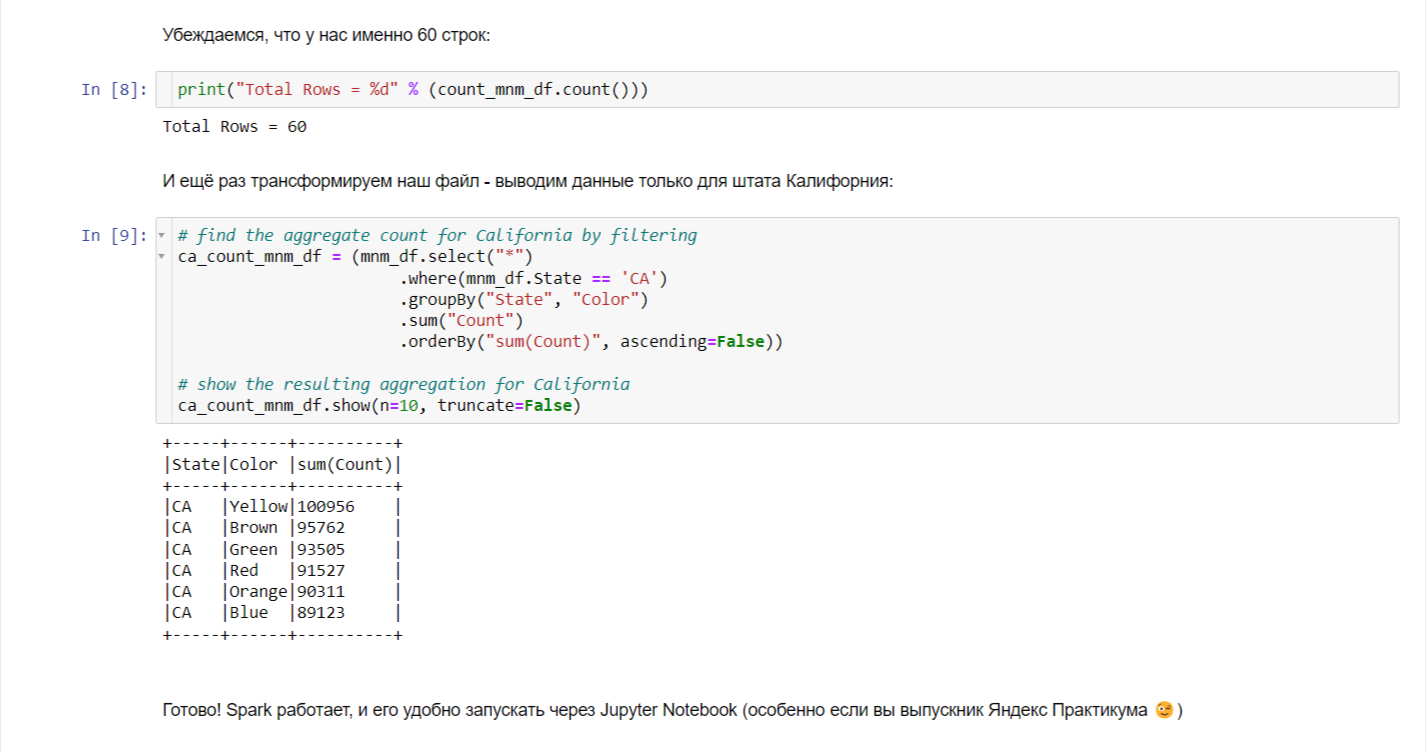 Убеждаемся, что у нас именно 60 строк:
In [8]: print("Total Rows = %d" % (count_mnm_df.count()))
Total Rows = 60
И ещё раз трансформируем наш файл - выводим данные только для штата Калифорния:
In [9]: # find the aggregate count for California by filtering
ca_count_mnm_df = (mnm_df.select("*")
.where(mnm_df.State == 'CA')
.groupBy("State", "Color")
.sum("Count")
.orderBy("sum(Count)", ascending=False))
# show the resulting aggregation for California
ca_count_mnm_df.show(n=10, truncate=False)
+-----+------+----------+
|State|Color |sum(Count)|
+-----+------+----------+
|CA   |Yellow|100956    |
|CA   |Brown |95762     |
|CA   |Green |93505     |
|CA   |Red   |91527     |
|CA   |Orange|90311     |
|CA   |Blue  |89123     |
+-----+------+----------+
Готово! Spark работает, и его удобно запускать через Jupyter Notebook (особенно если вы выпускник Яндекс Практикума 😉)